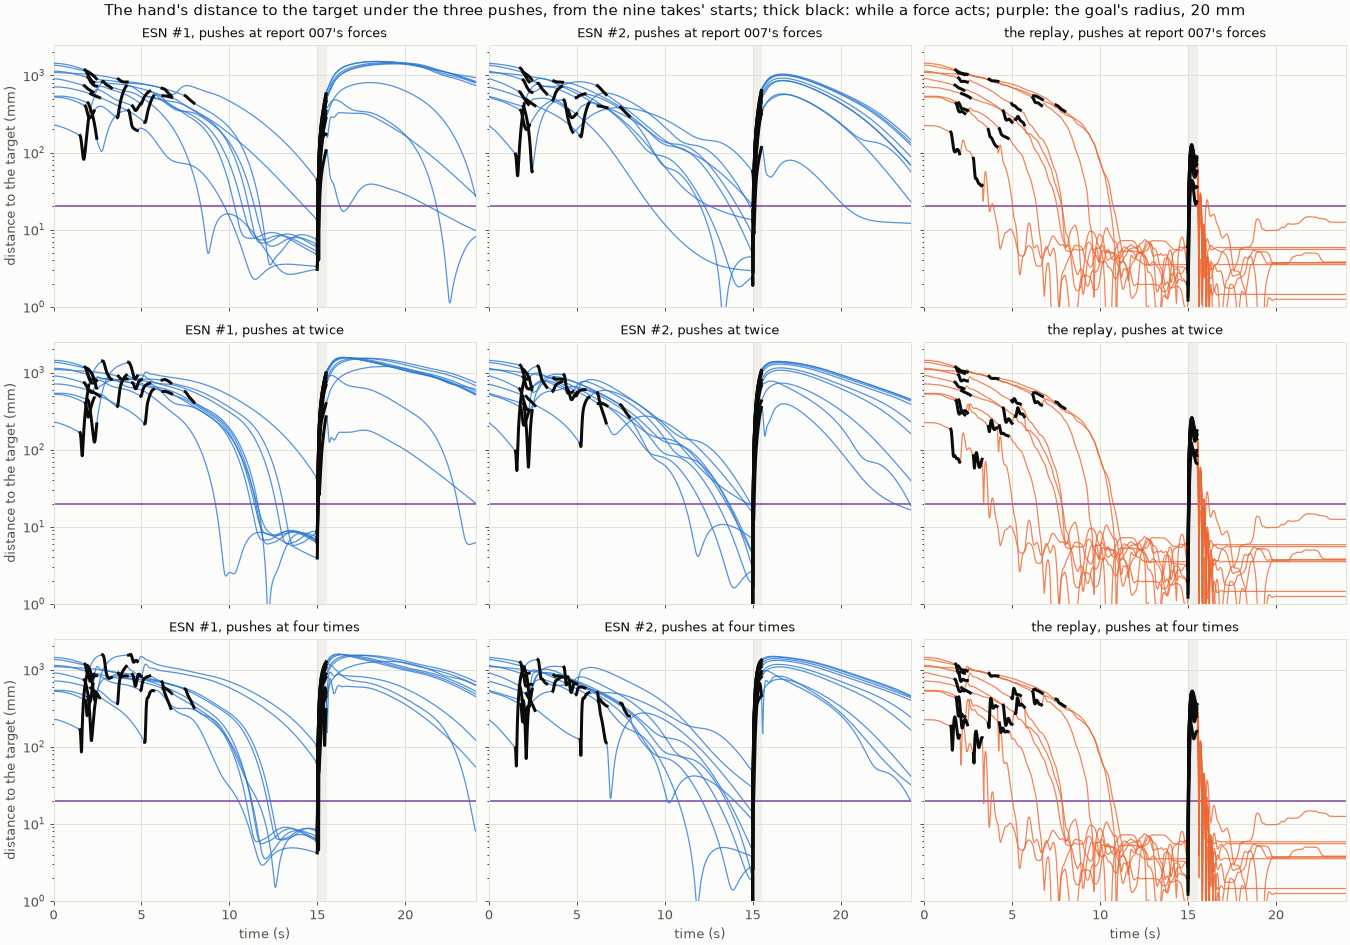 The hand's distance to the target under the three pushes, from the nine takes' starts; thick black: while a force acts; purple: the goal's radius, 20 mm
ESN #1, pushes at report 007's forces
ESN #2, pushes at report 007's forces
the replay, pushes at report 007's forces
distance to the target (mm)
10³
10²
10¹
10⁰
ESN #1, pushes at twice
ESN #2, pushes at twice
the replay, pushes at twice
distance to the target (mm)
10³
10²
10¹
10⁰
ESN #1, pushes at four times
ESN #2, pushes at four times
the replay, pushes at four times
distance to the target (mm)
10³
10²
10¹
10⁰
0 5 10 15 20
0 5 10 15 20
0 5 10 15 20
time (s)
time (s)
time (s)